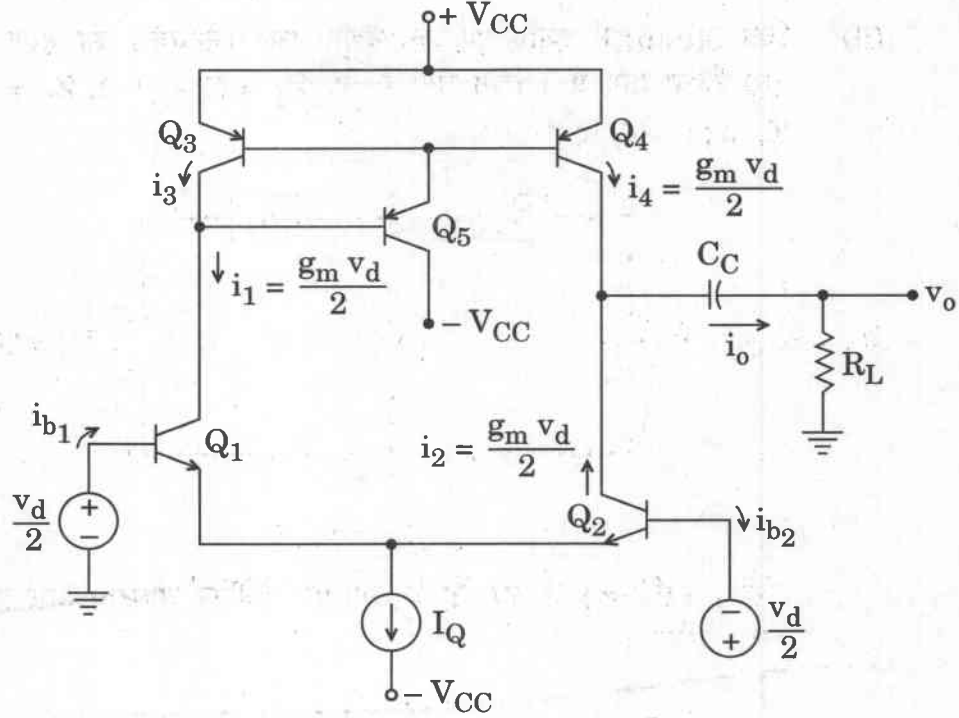 + V_CC
Q_3
Q_4
i_3
i_4 = g_m v_d / 2
Q_5
i_1 = g_m v_d / 2
C_C
v_o
– V_CC
i_o
R_L
i_b1
Q_1
i_2 = g_m v_d / 2
v_d / 2
+
–
Q_2
i_b2
I_Q
–
+
v_d / 2
– V_CC